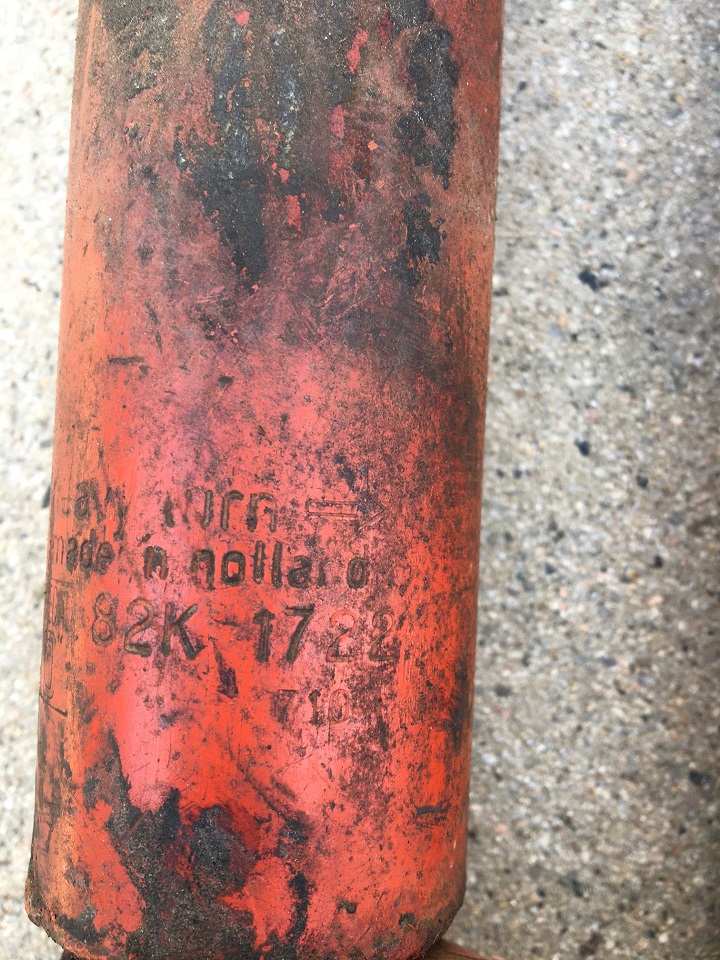 turn →
made in holland
82K 1722
710